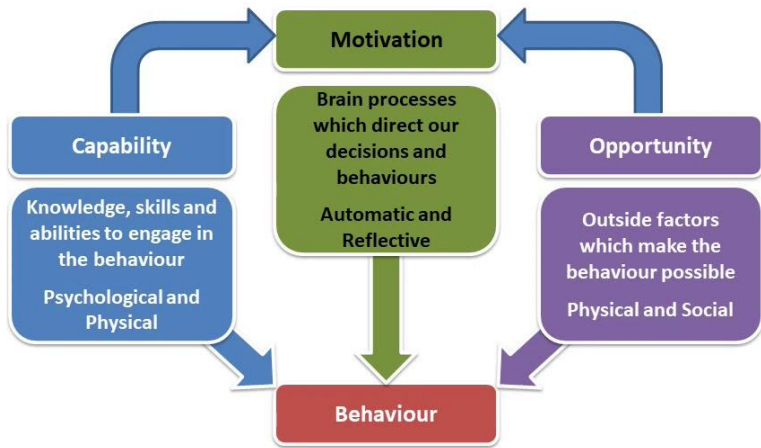 Motivation
Brain processes
which direct our
decisions and
behaviours
Automatic and
Reflective
Capability
Knowledge, skills and
abilities to engage in
the behaviour
Psychological and
Physical
Opportunity
Outside factors
which make the
behaviour possible
Physical and Social
Behaviour